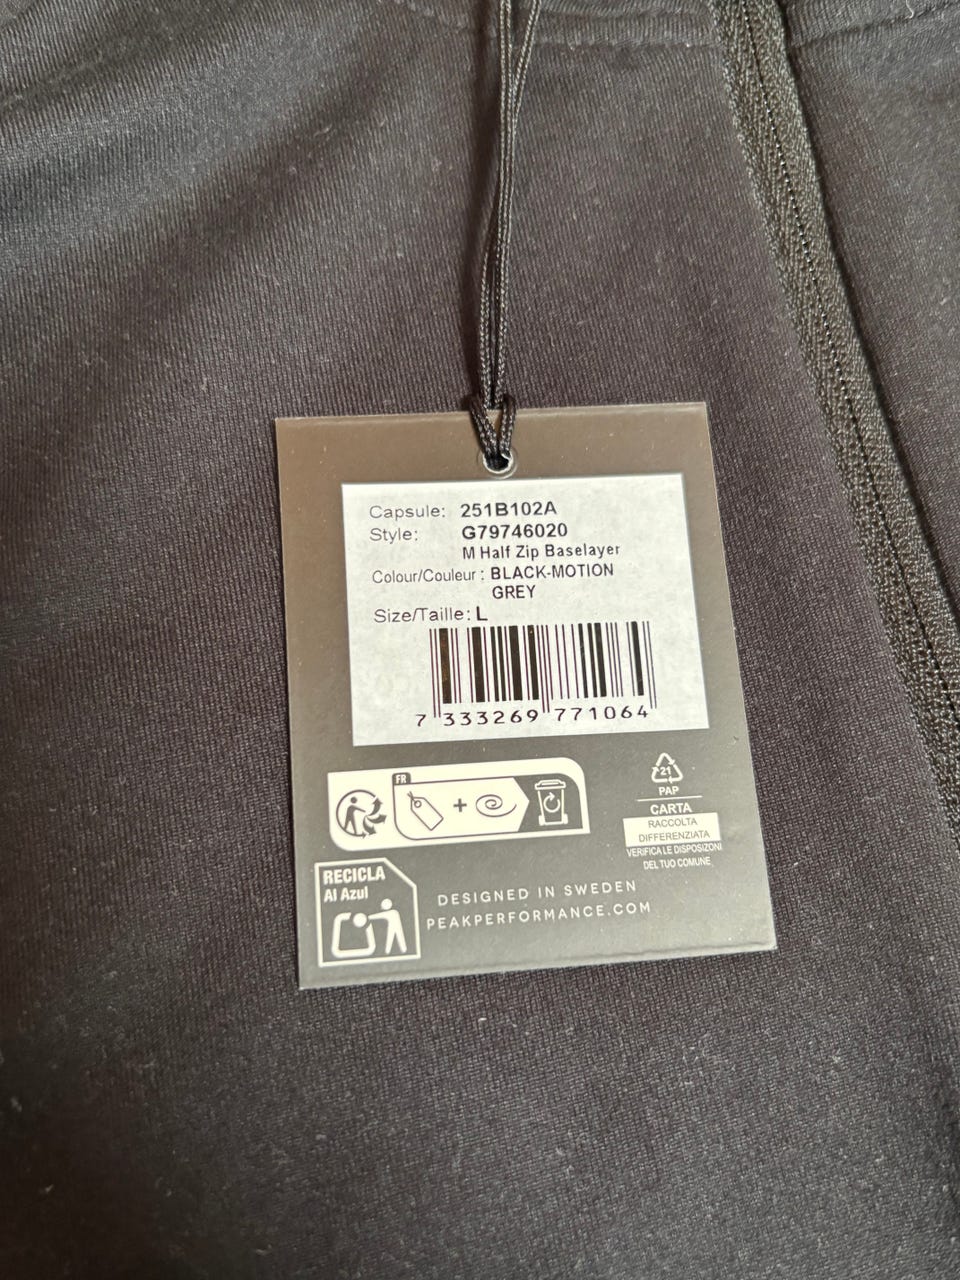 Capsule: 251B102A
Style: G79746020
M Half Zip Baselayer
Colour/Couleur : BLACK-MOTION
GREY
Size/Taille: L
7 333269 771064
FR
+
21
PAP
CARTA
RACCOLTA
DIFFERENZIATA
VERIFICA LE DISPOSIZONI
DEL TUO COMUNE
RECICLA
Al Azul
DESIGNED IN SWEDEN
PEAKPERFORMANCE.COM